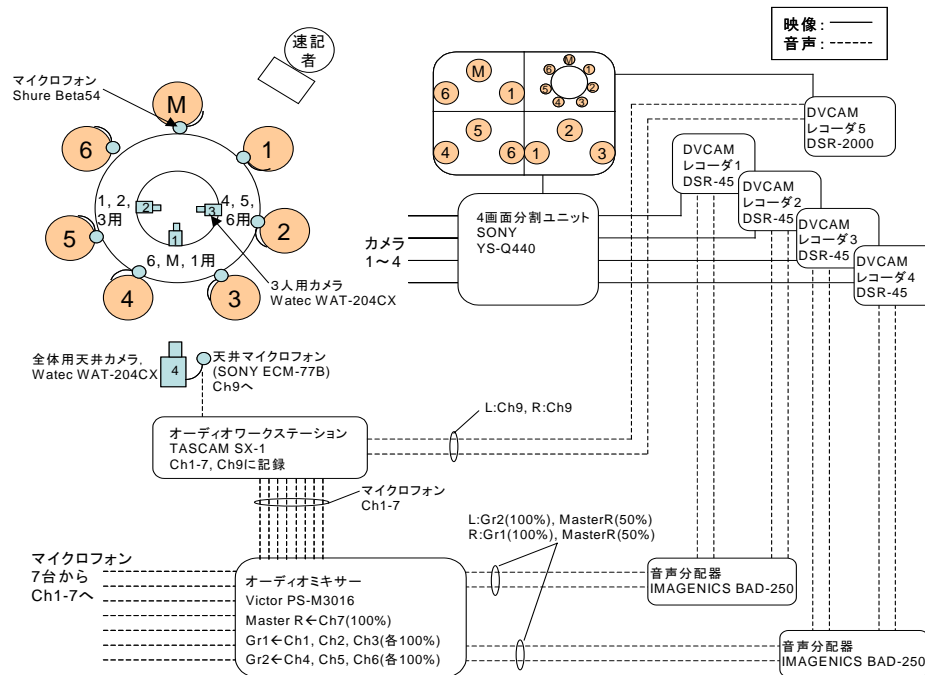 映像：
音声：
速記
者
マイクロフォン
Shure Beta54
M
6
1
5
2
4
3
1, 2,
3用
2
4, 5,
6用
3
1
6, M, 1用
3人用カメラ
Watec WAT-204CX
全体用天井カメラ,
Watec WAT-204CX
4
天井マイクロフォン
(SONY ECM-77B)
Ch9へ
M
6
1
M
6
1
5
2
4
3
5
4
6
2
1
3
カメラ
1～4
4画面分割ユニット
SONY
YS-Q440
DVCAM
レコーダ5
DSR-2000
DVCAM
レコーダ1
DSR-45
DVCAM
レコーダ2
DSR-45
DVCAM
レコーダ3
DSR-45
DVCAM
レコーダ4
DSR-45
L:Ch9, R:Ch9
オーディオワークステーション
TASCAM SX-1
Ch1-7, Ch9に記録
マイクロフォン
Ch1-7
L:Gr2(100%), MasterR(50%)
R:Gr1(100%), MasterR(50%)
マイクロフォン
7台から
Ch1-7へ
オーディオミキサー
Victor PS-M3016
Master R←Ch7(100%)
Gr1←Ch1, Ch2, Ch3(各100%)
Gr2←Ch4, Ch5, Ch6(各100%)
音声分配器
IMAGENICS BAD-250
音声分配器
IMAGENICS BAD-250